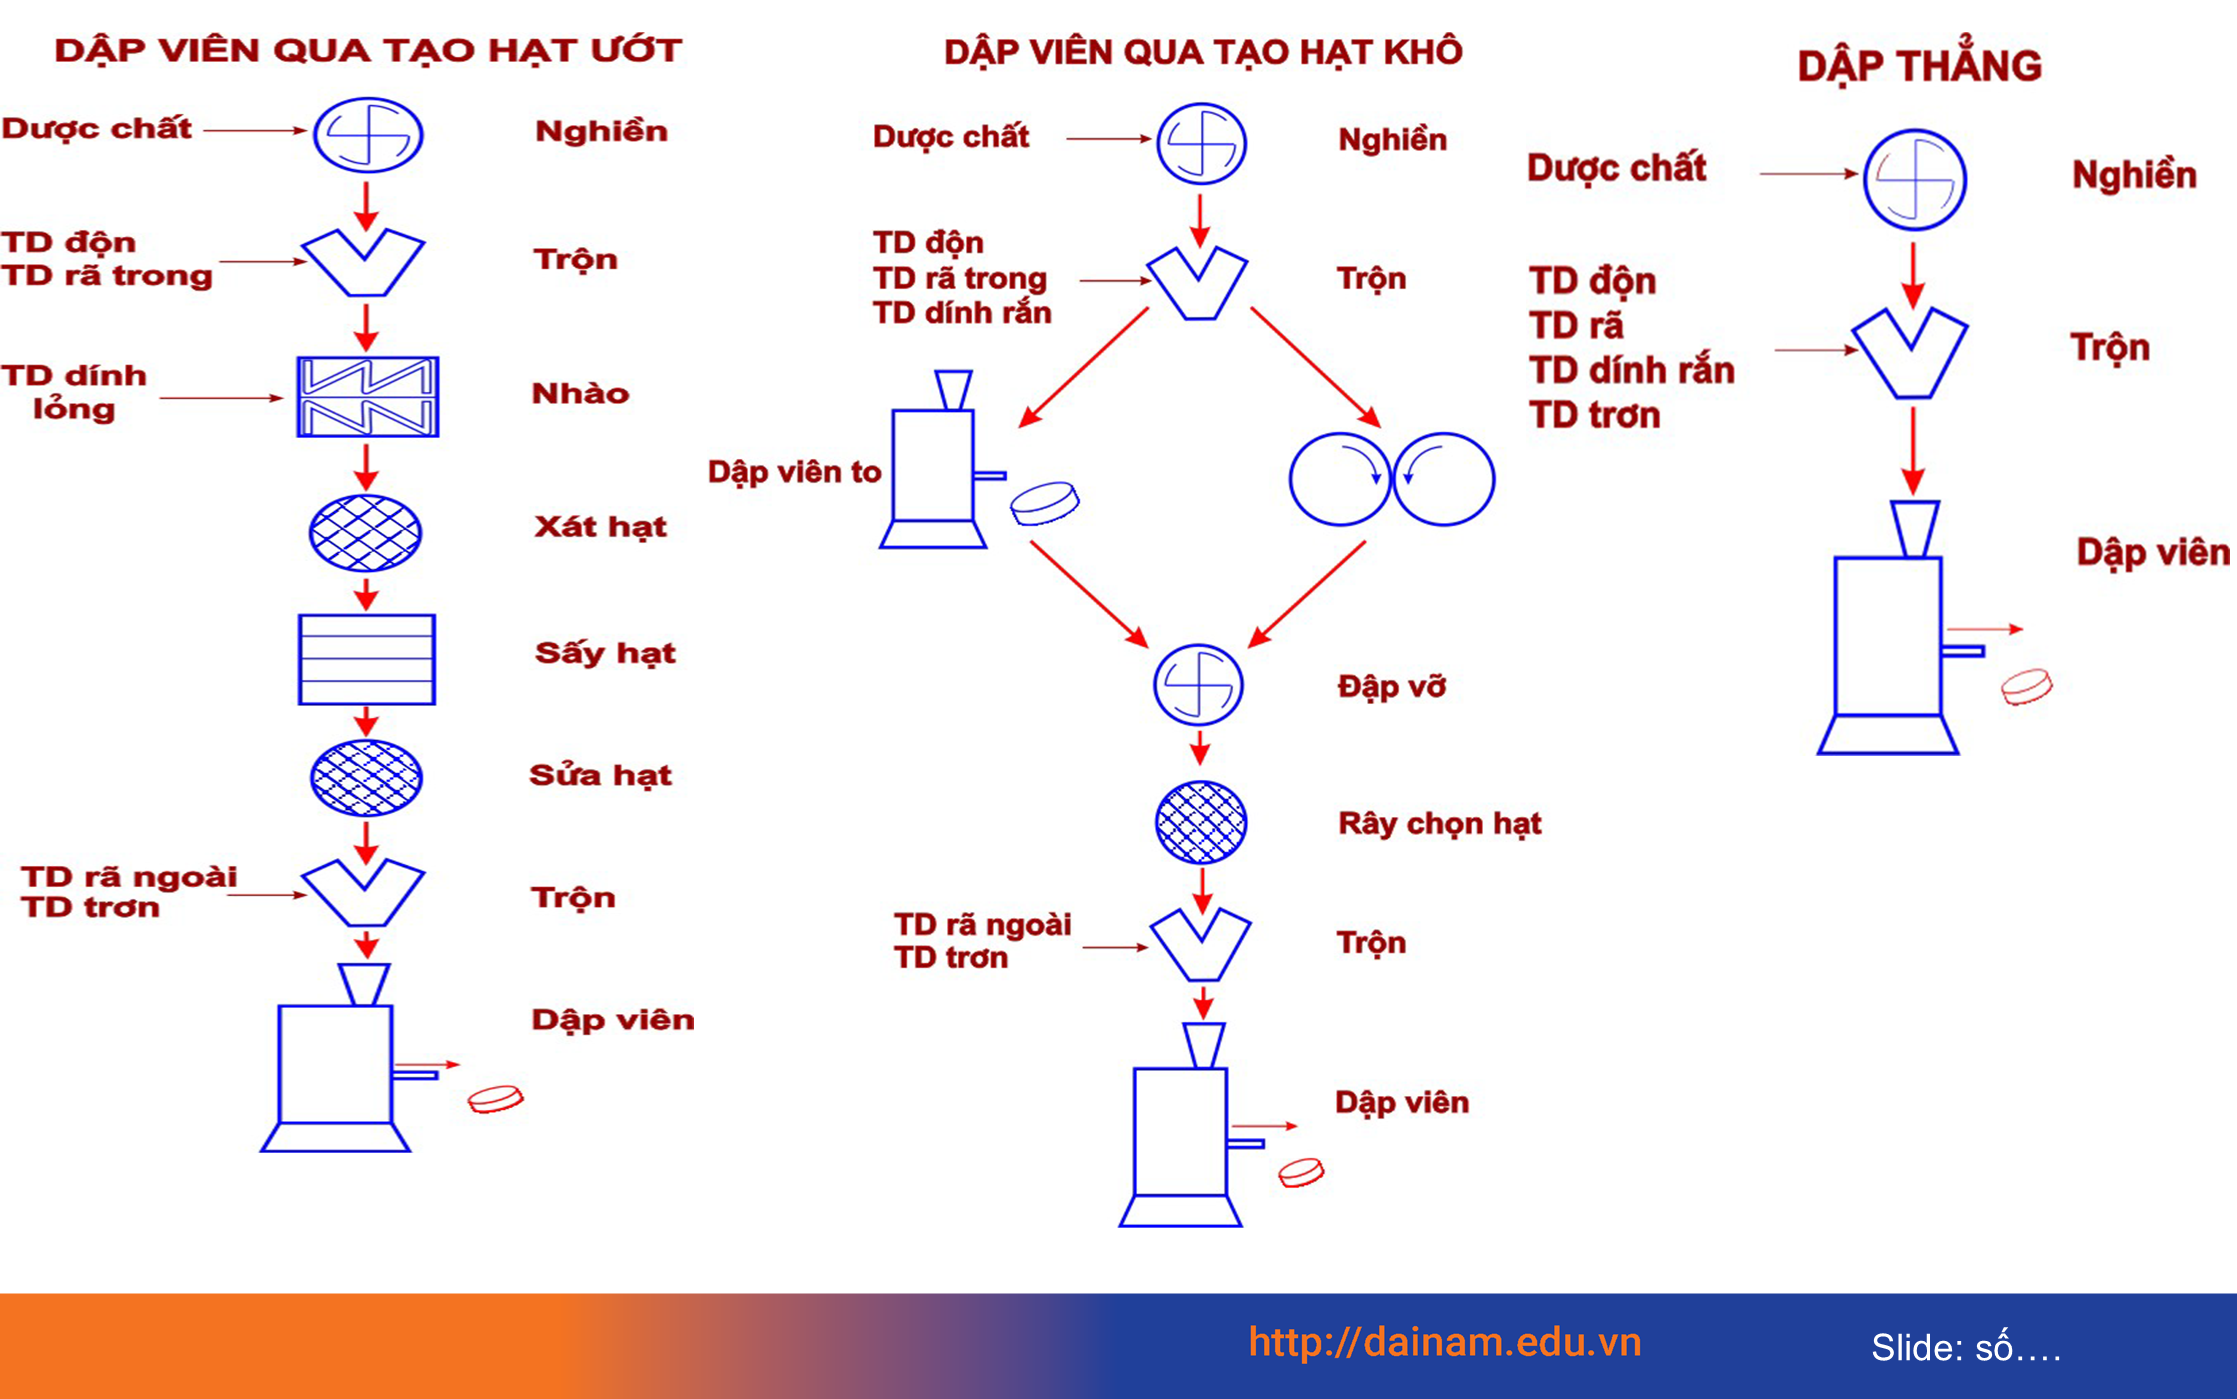 DẬP VIÊN QUA TẠO HẠT ƯỚT
Dược chất
Nghiền
TD độn
TD rã trong
Trộn
TD dính
lỏng
Nhào
Xát hạt
Sấy hạt
Sửa hạt
TD rã ngoài
TD trơn
Trộn
Dập viên
DẬP VIÊN QUA TẠO HẠT KHÔ
Dược chất
Nghiền
TD độn
TD rã trong
TD dính rắn
Trộn
Dập viên to
Đập vỡ
Rây chọn hạt
TD rã ngoài
TD trơn
Trộn
Dập viên
DẬP THẲNG
Dược chất
Nghiền
TD độn
TD rã
TD dính rắn
TD trơn
Trộn
Dập viên
http://dainam.edu.vn
Slide: số....